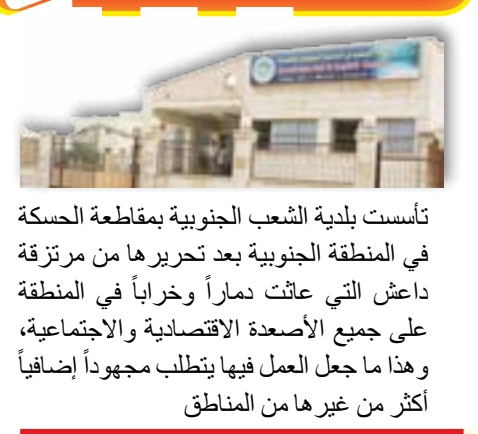 تأسست بلدية الشعب الجنوبية بمقاطعة الحسكة
في المنطقة الجنوبية بعد تحريرها من مرتزقة
داعش التي عاثت دماراً وخراباً في المنطقة
على جميع الأصعدة الاقتصادية والاجتماعية،
وهذا ما جعل العمل فيها يتطلب مجهوداً إضافياً
أكثر من غيرها من المناطق